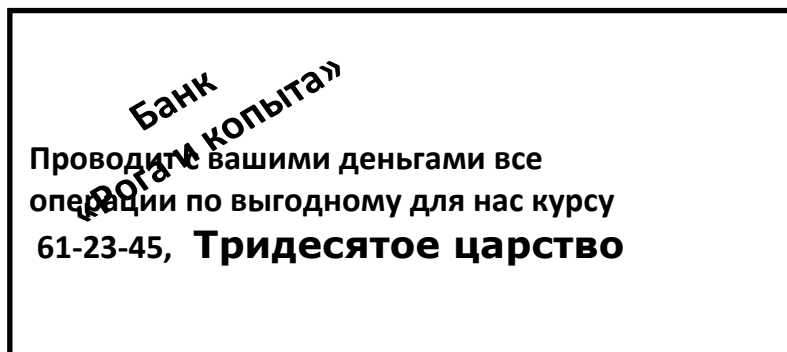 Банк
«Рога и копыта»
Проводит с вашими деньгами все
операции по выгодному для нас курсу
61-23-45, Тридесятое царство